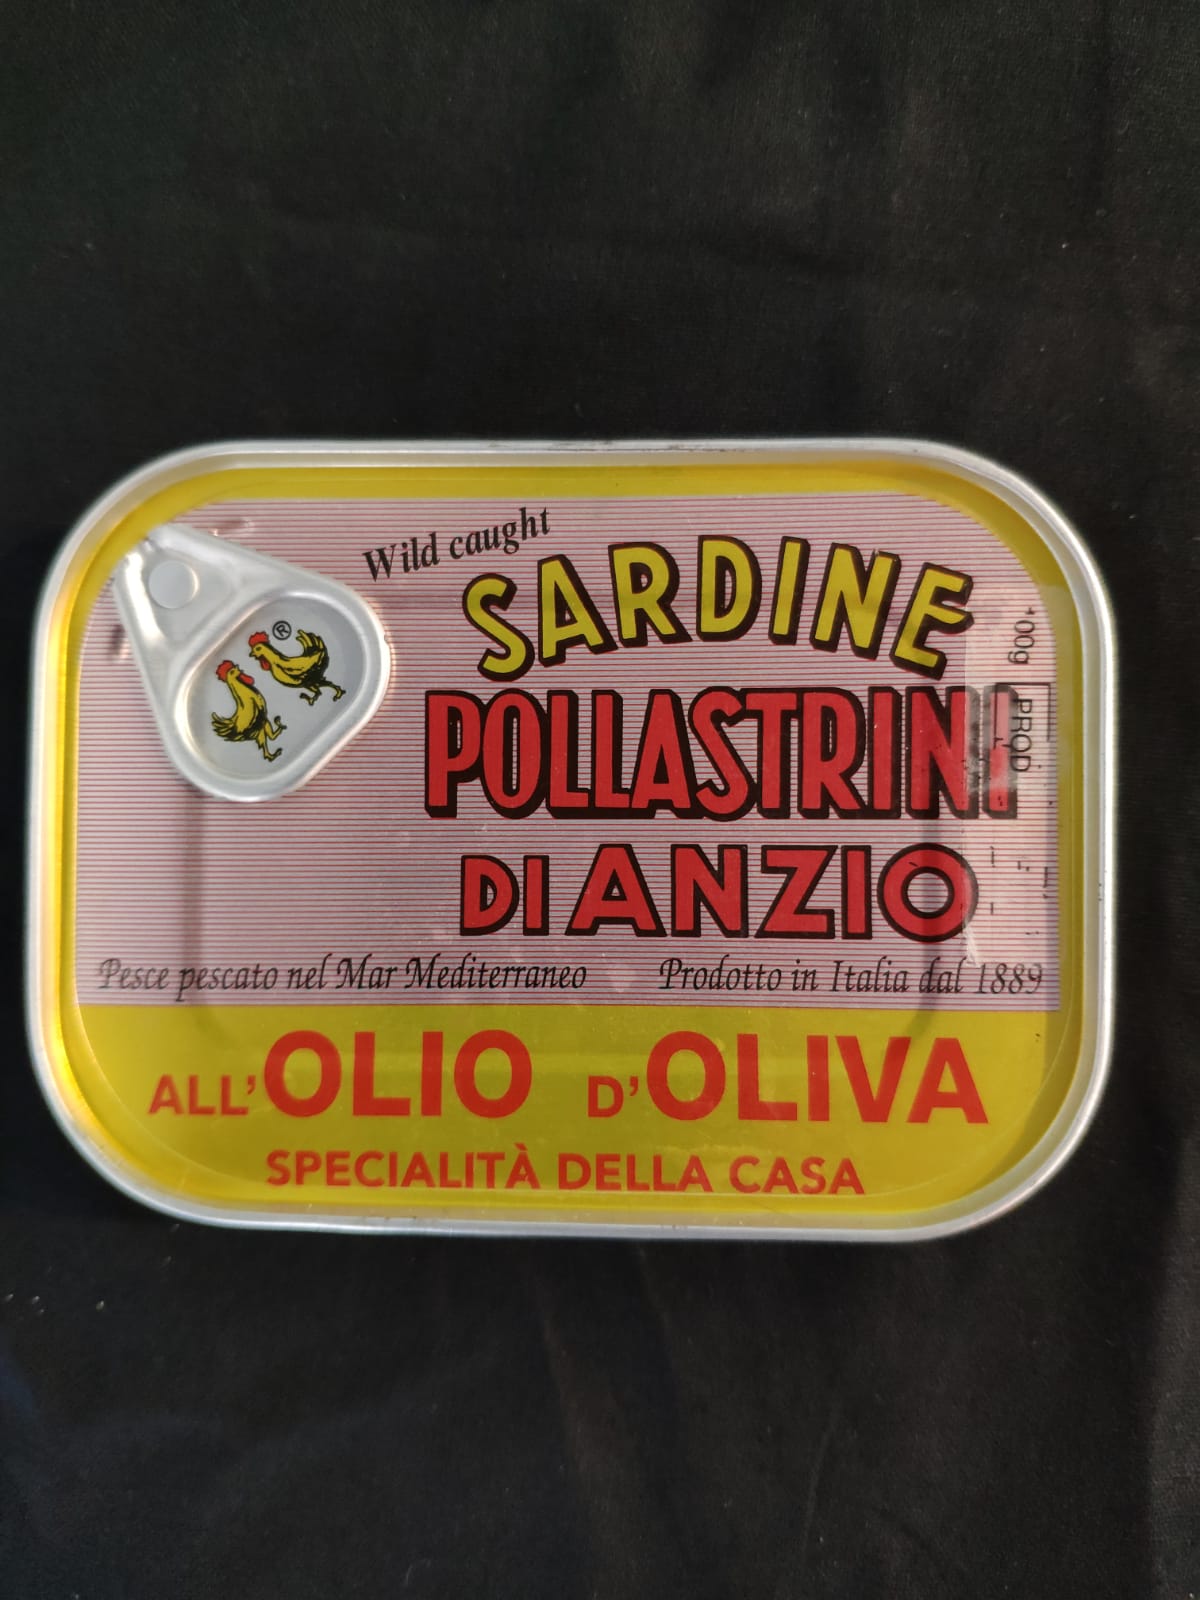 Wild caught
SARDINE
POLLASTRINI
DI ANZIO
®
100g
PROD
Pesce pescato nel Mar Mediterraneo
Prodotto in Italia dal 1889
ALL'OLIO D'OLIVA
SPECIALITÀ DELLA CASA